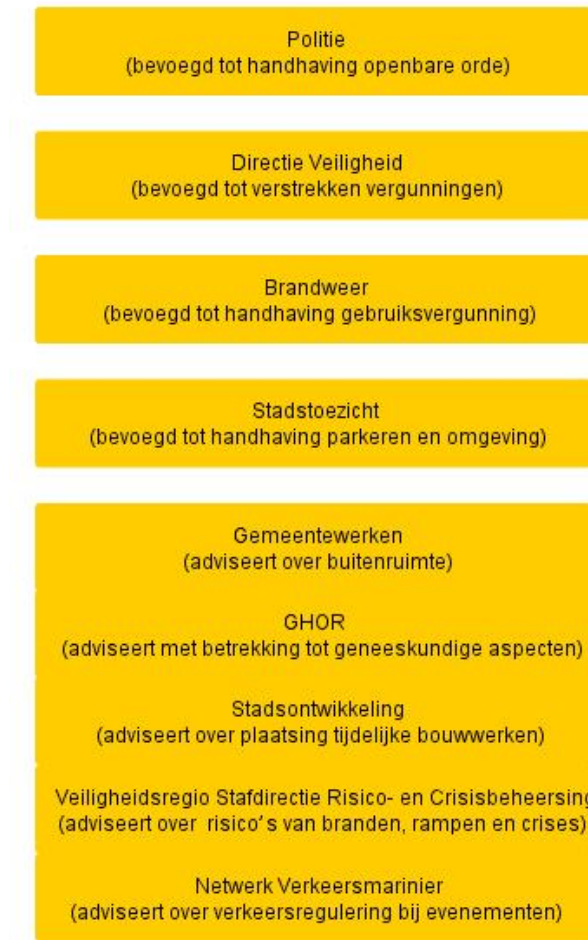 Politie
(bevoegd tot handhaving openbare orde)
Directie Veiligheid
(bevoegd tot verstrekken vergunningen)
Brandweer
(bevoegd tot handhaving gebruiksvergunning)
Stadstoezicht
(bevoegd tot handhaving parkeren en omgeving)
Gemeentewerken
(adviseert over buitenruimte)
GHOR
(adviseert met betrekking tot geneeskundige aspecten)
Stadsontwikkeling
(adviseert over plaatsing tijdelijke bouwwerken)
Veiligheidsregio Stafdirectie Risico- en Crisisbeheersing
(adviseert over risico's van branden, rampen en crises)
Netwerk Verkeersmarinier
(adviseert over verkeersregulering bij evenementen)